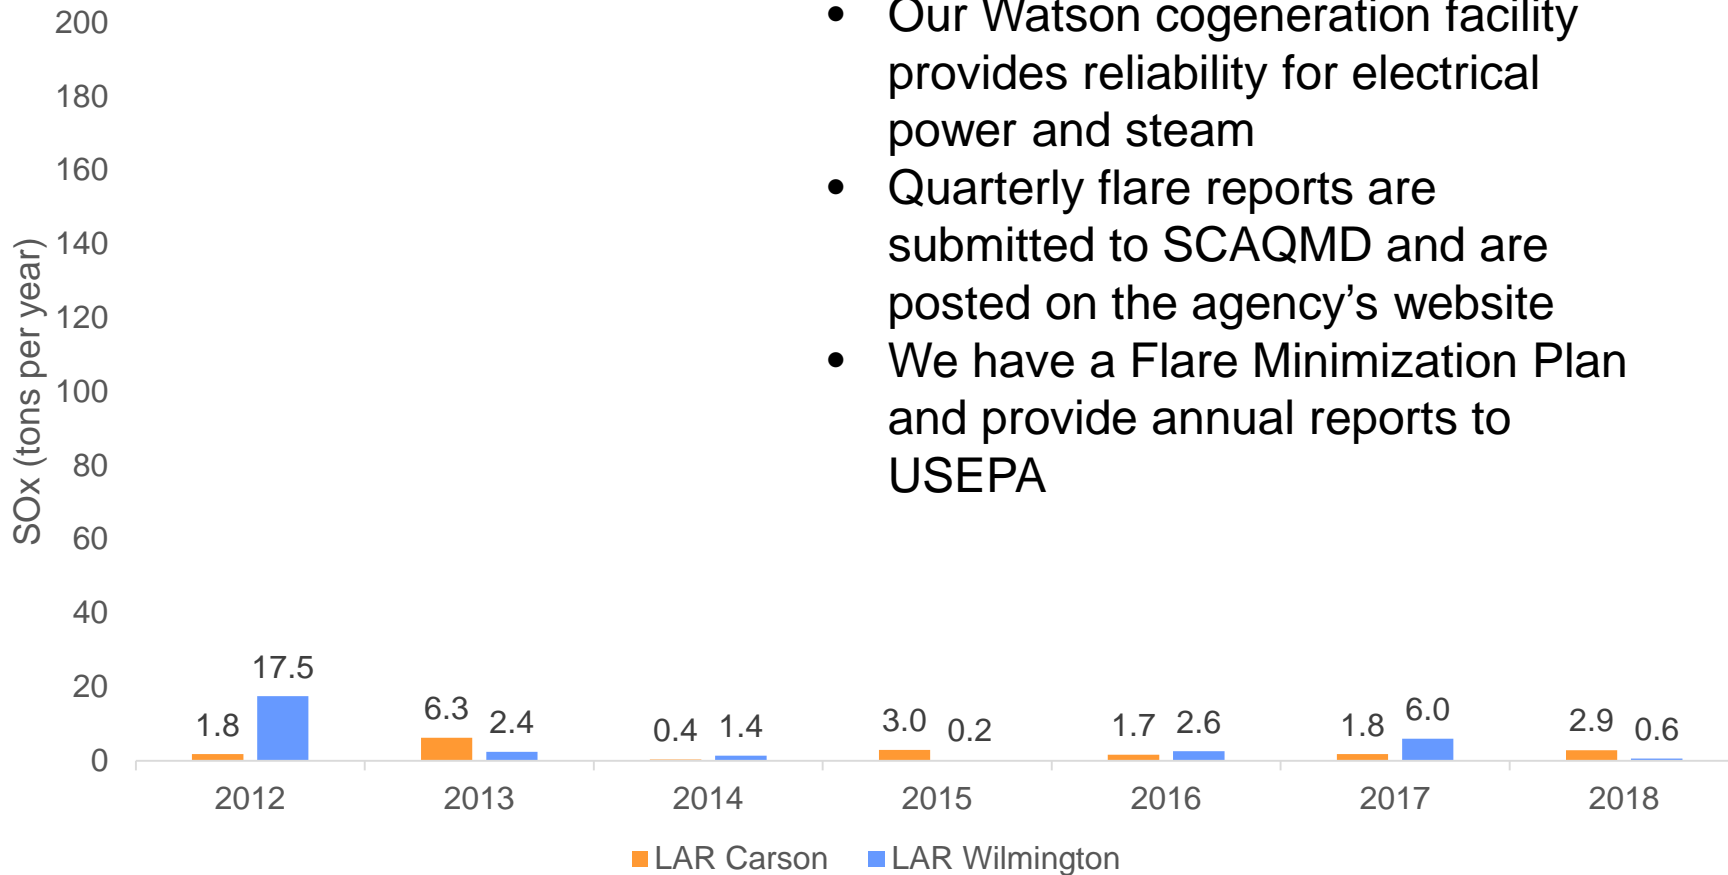 • Our Watson cogeneration facility
provides reliability for electrical
power and steam
• Quarterly flare reports are
submitted to SCAQMD and are
posted on the agency’s website
• We have a Flare Minimization Plan
and provide annual reports to
USEPA
SOx (tons per year)
200
180
160
140
120
100
80
60
40
20
0
1.8 17.5
6.3 2.4
0.4 1.4
3.0 0.2
1.7 2.6
1.8 6.0
2.9 0.6
2012 2013 2014 2015 2016 2017 2018
LAR Carson LAR Wilmington